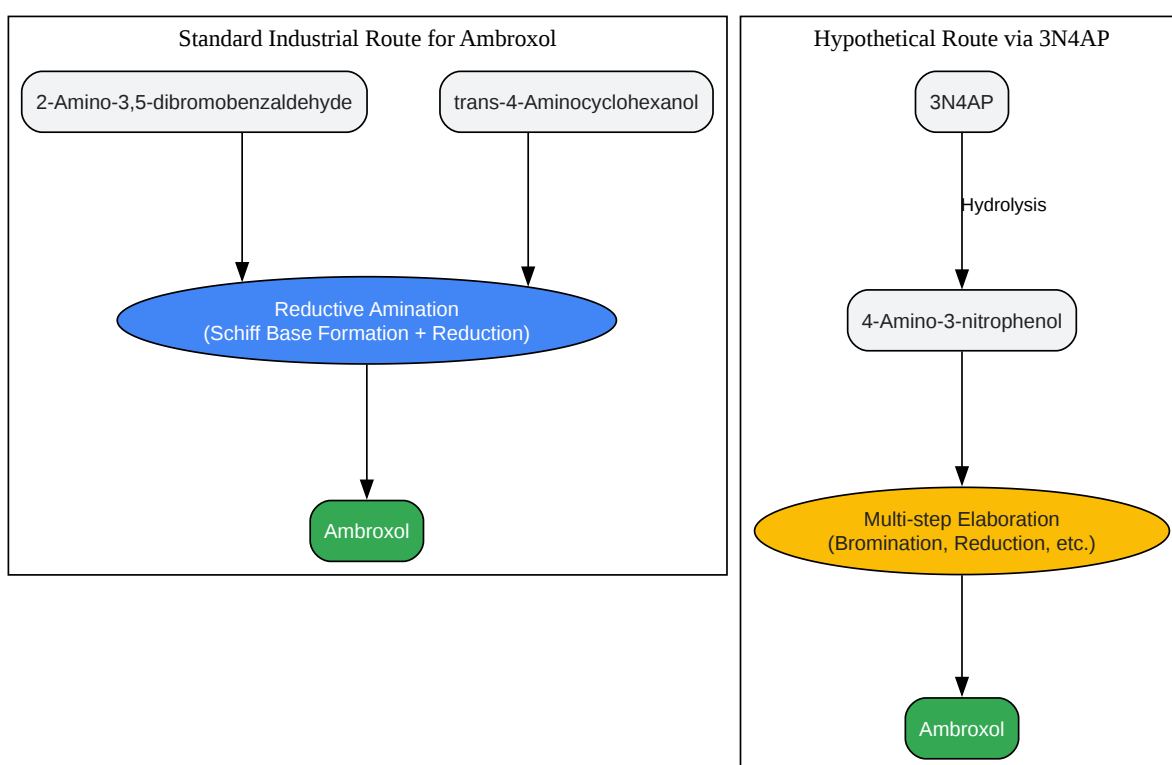 Standard Industrial Route for Ambroxol
2-Amino-3,5-dibromobenzaldehyde
trans-4-Aminocyclohexanol
Reductive Amination
(Schiff Base Formation + Reduction)
Ambroxol
Hypothetical Route via 3N4AP
3N4AP
Hydrolysis
4-Amino-3-nitrophenol
Multi-step Elaboration
(Bromination, Reduction, etc.)
Ambroxol